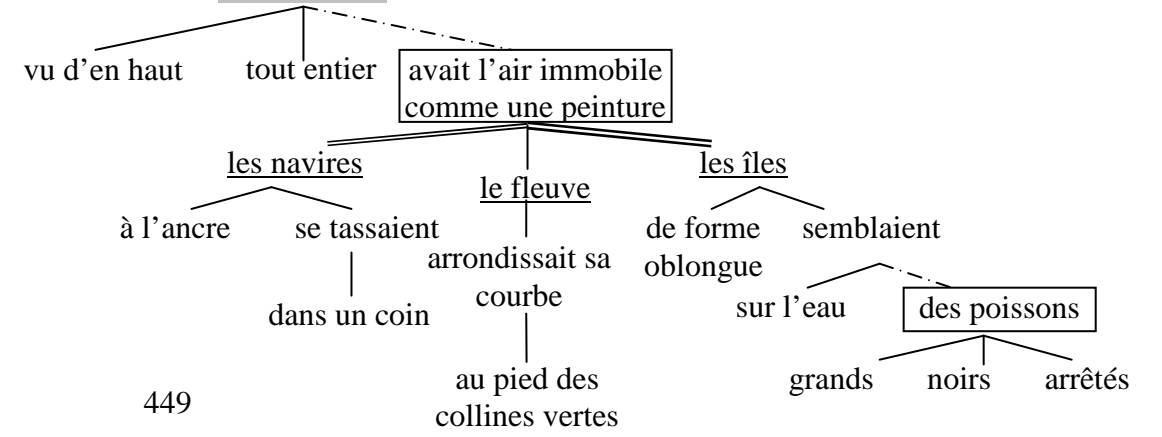 vu d’en haut
tout entier
avait l’air immobile
comme une peinture
les navires
le fleuve
les îles
à l’ancre
se tassaient
dans un coin
arrondissait sa
courbe
au pied des
collines vertes
de forme
oblongue
semblaient
sur l’eau
des poissons
grands
noirs
arrêtés
449